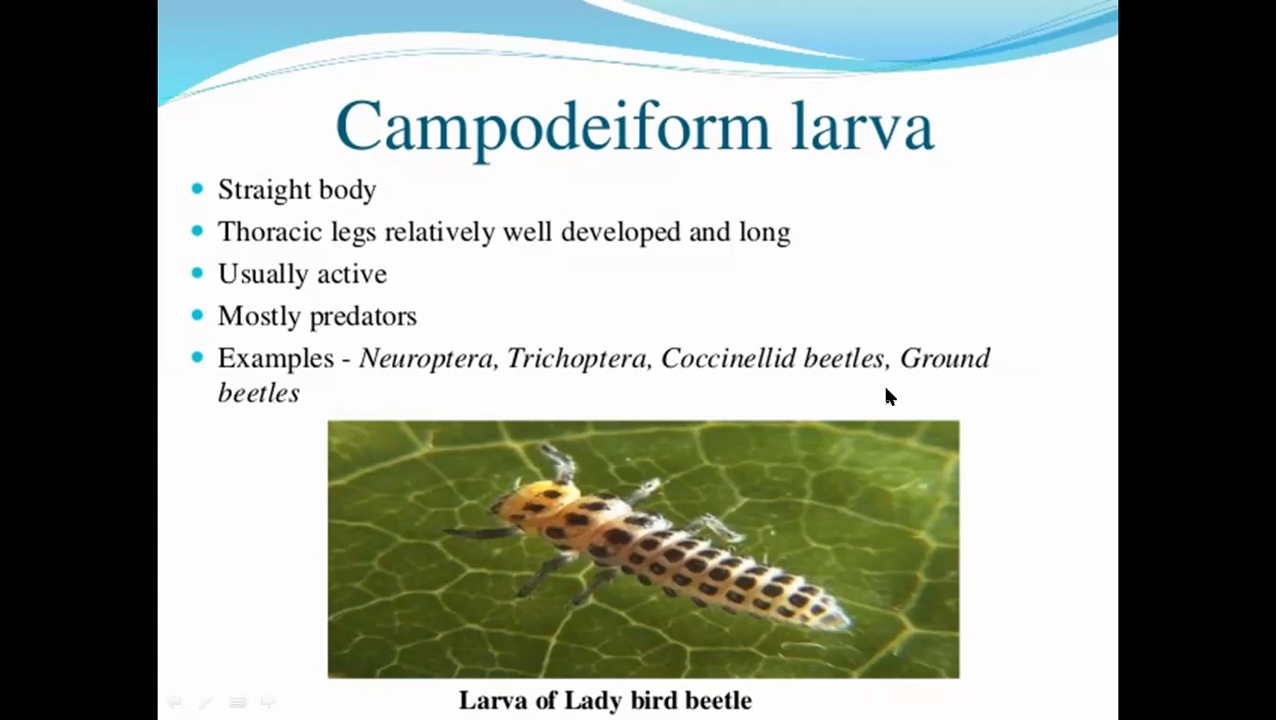 Campodeiform larva
Straight body
Thoracic legs relatively well developed and long
Usually active
Mostly predators
Examples - Neuroptera, Trichoptera, Coccinellid beetles, Ground
beetles
Larva of Lady bird beetle